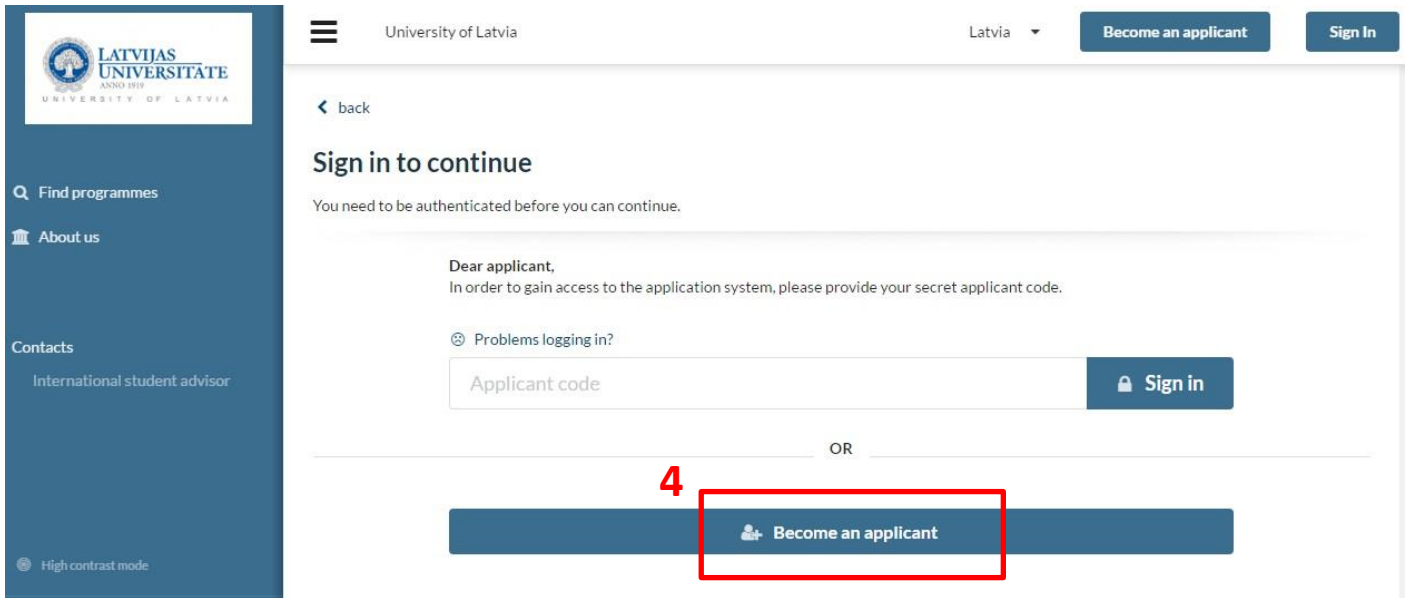 LATVIJAS
UNIVERSITĀTE
ANNO 1919
UNIVERSITY OF LATVIA
Find programmes
About us
Contacts
International student advisor
High contrast mode
University of Latvia
Latvia
Become an applicant
Sign In
back
Sign in to continue
You need to be authenticated before you can continue.
Dear applicant,
In order to gain access to the application system, please provide your secret applicant code.
Problems logging in?
Applicant code
Sign in
OR
4
Become an applicant